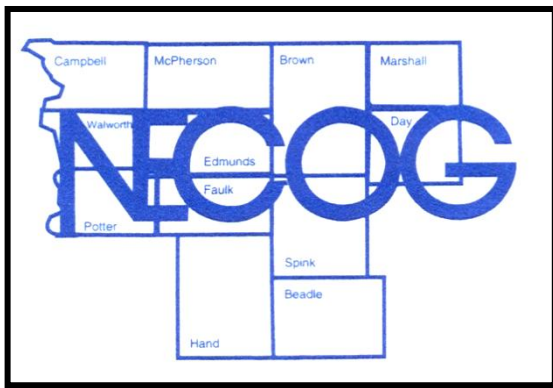 Campbell McPherson Brown Marshall
Walworth Day
NECOG
Edmunds
Faulk
Potter
Spink
Beadle
Hand